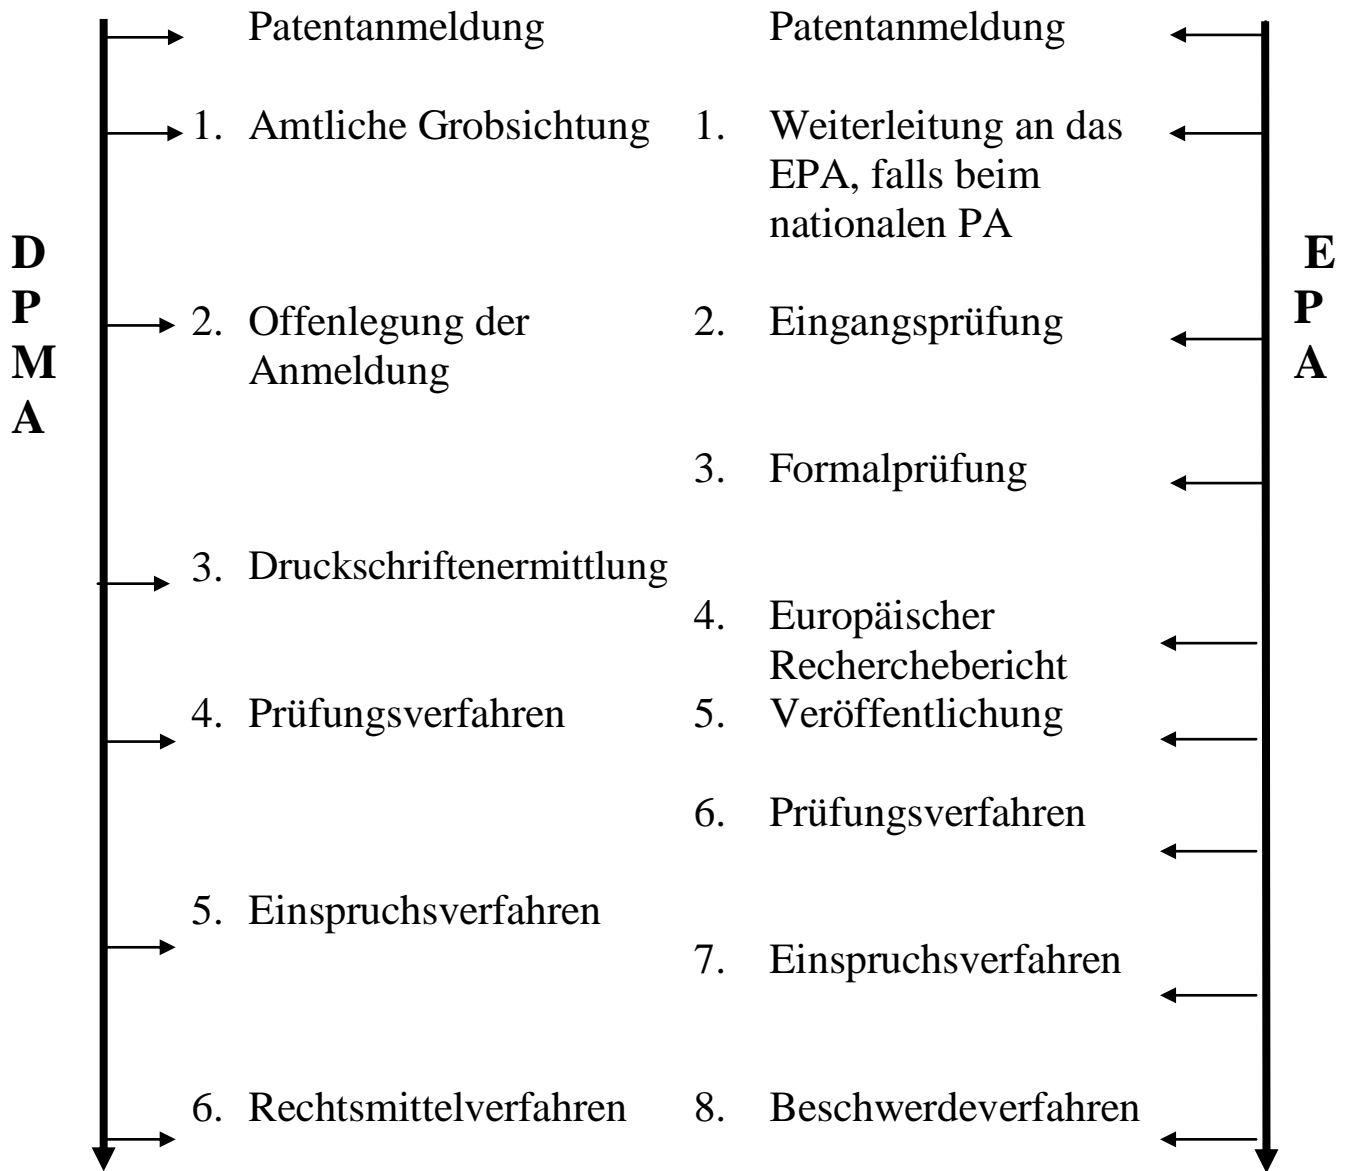 Patentanmeldung
1. Amtliche Grobsichtung
2. Offenlegung der
Anmeldung
3. Druckschriftenermittlung
4. Prüfungsverfahren
5. Einspruchsverfahren
6. Rechtsmittelverfahren
D
P
M
A
Patentanmeldung
1. Weiterleitung an das
EPA, falls beim
nationalen PA
2. Eingangsprüfung
3. Formalprüfung
4. Europäischer
Recherchebericht
5. Veröffentlichung
6. Prüfungsverfahren
7. Einspruchsverfahren
8. Beschwerdeverfahren
E
P
A